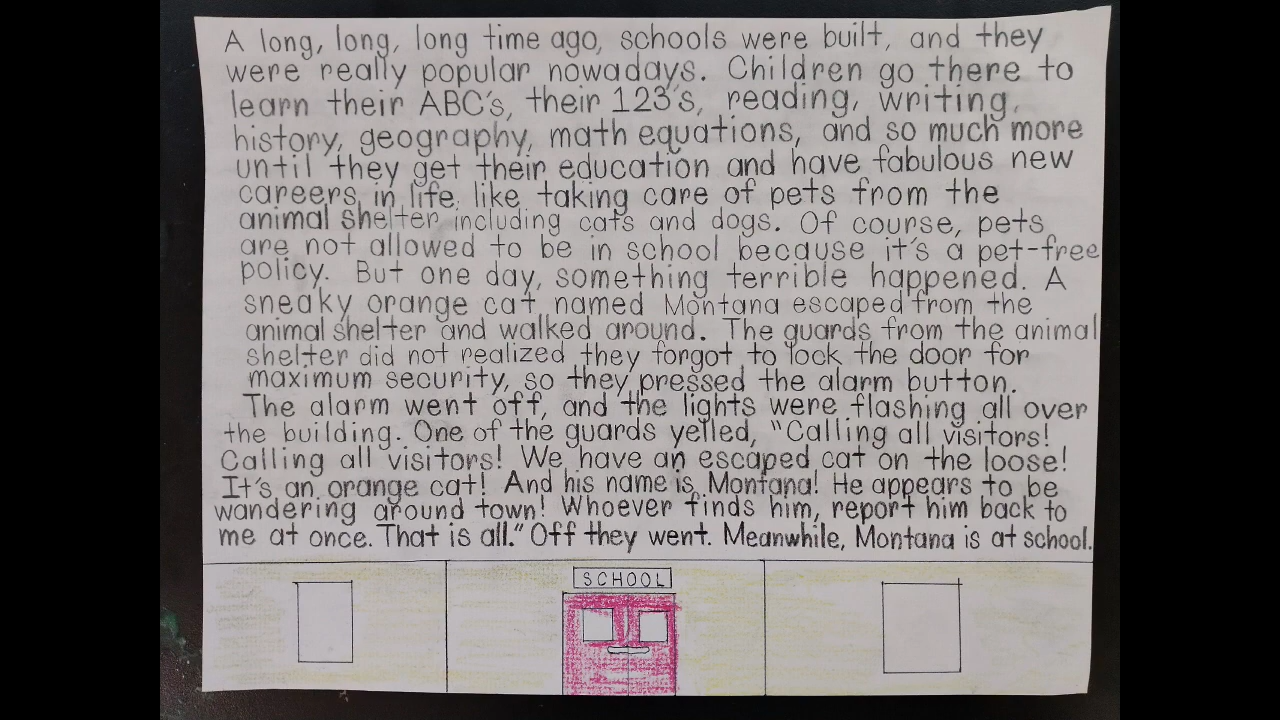 A long, long, long time ago, schools were built, and they
were really popular nowadays. Children go there to
learn their ABC's, their 123's, reading, writing,
history, geography, math equations, and so much more
until they get their education and have fabulous new
careers in life, like taking care of pets from the
animal shelter including cats and dogs. Of course, pets
are not allowed to be in school because it's a pet-free
policy. But one day, something terrible happened. A
sneaky orange cat named Montana escaped from the
animal shelter and walked around. The guards from the animal
shelter did not realized they forgot to lock the door for
maximum security, so they pressed the alarm button.
The alarm went off, and the lights were flashing all over
the building. One of the guards yelled, "Calling all visitors!
Calling all visitors! We have an escaped cat on the loose!
It's an orange cat! And his name is Montana! He appears to be
wandering around town! Whoever finds him, report him back to
me at once. That is all." Off they went. Meanwhile, Montana is at school.
SCHOOL